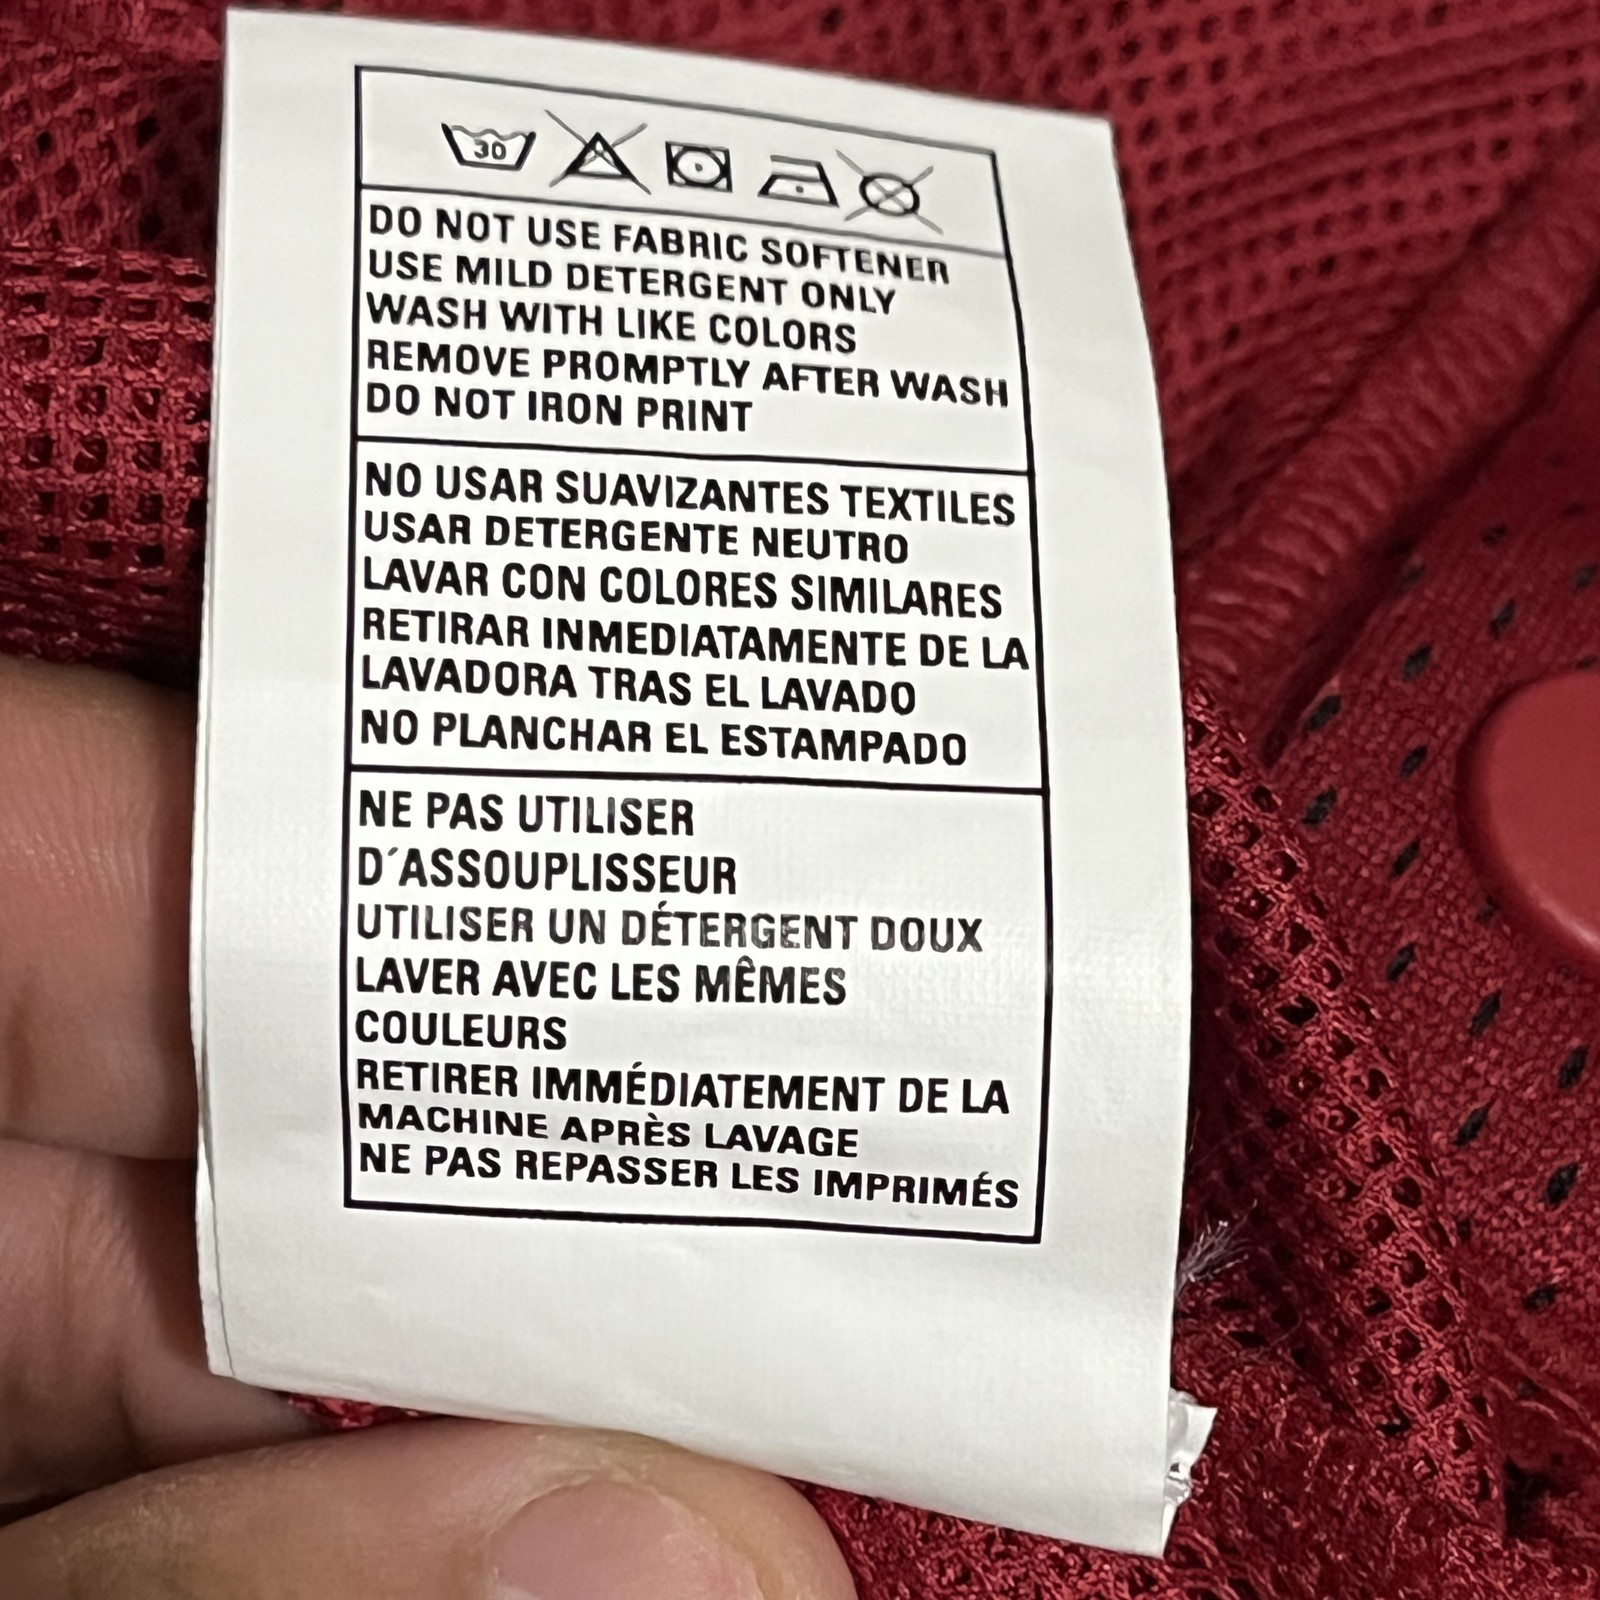 30
DO NOT USE FABRIC SOFTENER
USE MILD DETERGENT ONLY
WASH WITH LIKE COLORS
REMOVE PROMPTLY AFTER WASH
DO NOT IRON PRINT
NO USAR SUAVIZANTES TEXTILES
USAR DETERGENTE NEUTRO
LAVAR CON COLORES SIMILARES
RETIRAR INMEDIATAMENTE DE LA
LAVADORA TRAS EL LAVADO
NO PLANCHAR EL ESTAMPADO
NE PAS UTILISER
D´ASSOUPLISSEUR
UTILISER UN DÉTERGENT DOUX
LAVER AVEC LES MÊMES
COULEURS
RETIRER IMMÉDIATEMENT DE LA
MACHINE APRÈS LAVAGE
NE PAS REPASSER LES IMPRIMÉS